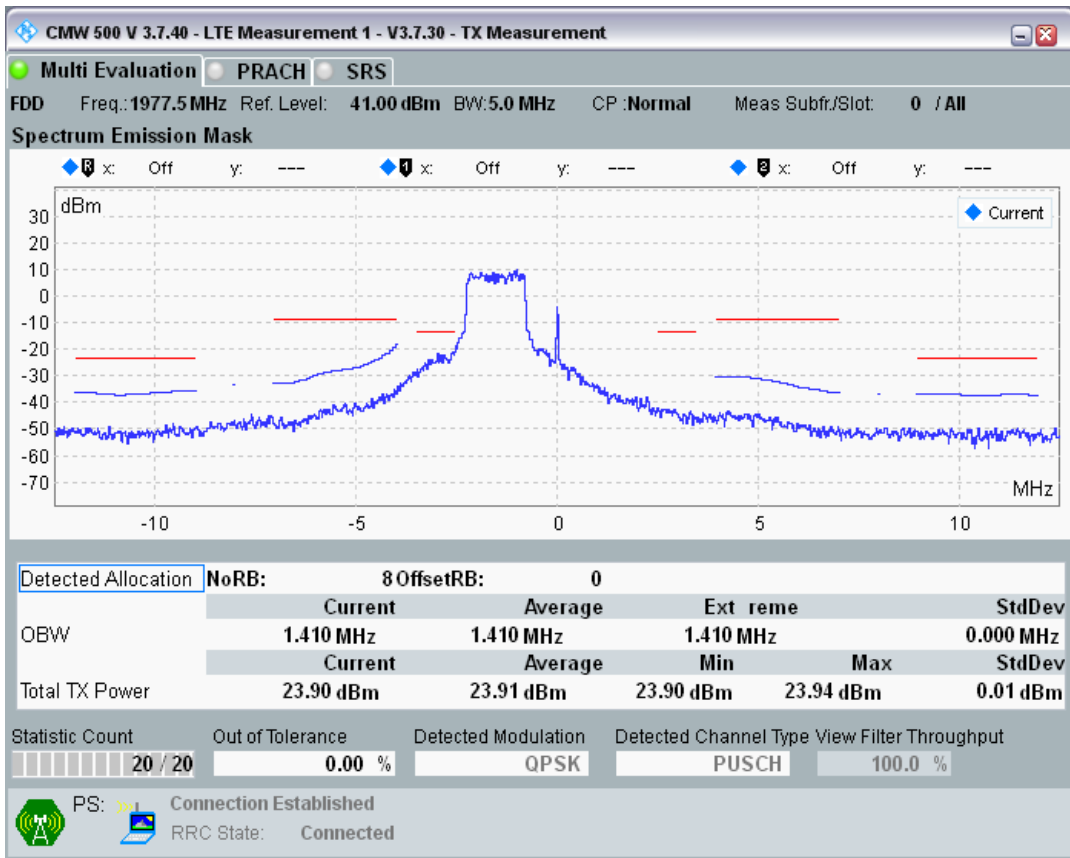 CMW 500 V 3.7.40 - LTE Measurement 1 - V3.7.30 - TX Measurement
Multi Evaluation PRACH SRS
FDD Freq.: 1977.5 MHz Ref. Level: 41.00 dBm BW: 5.0 MHz CP : Normal Meas Subfr./Slot: 0 / All
Spectrum Emission Mask
R x: Off y: --- 1 x: Off y: --- 2 x: Off y: ---
dBm
Current
30
20
10
0
-10
-20
-30
-40
-50
-60
-70
MHz
-10 -5 0 5 10
Detected Allocation NoRB: 8 OffsetRB: 0
Current Average Ext reme StdDev
OBW 1.410 MHz 1.410 MHz 1.410 MHz 0.000 MHz
Current Average Min Max StdDev
Total TX Power 23.90 dBm 23.91 dBm 23.90 dBm 23.94 dBm 0.01 dBm
Statistic Count Out of Tolerance Detected Modulation Detected Channel Type View Filter Throughput
20 / 20 0.00 % QPSK PUSCH 100.0 %
PS: Connection Established
RRC State: Connected